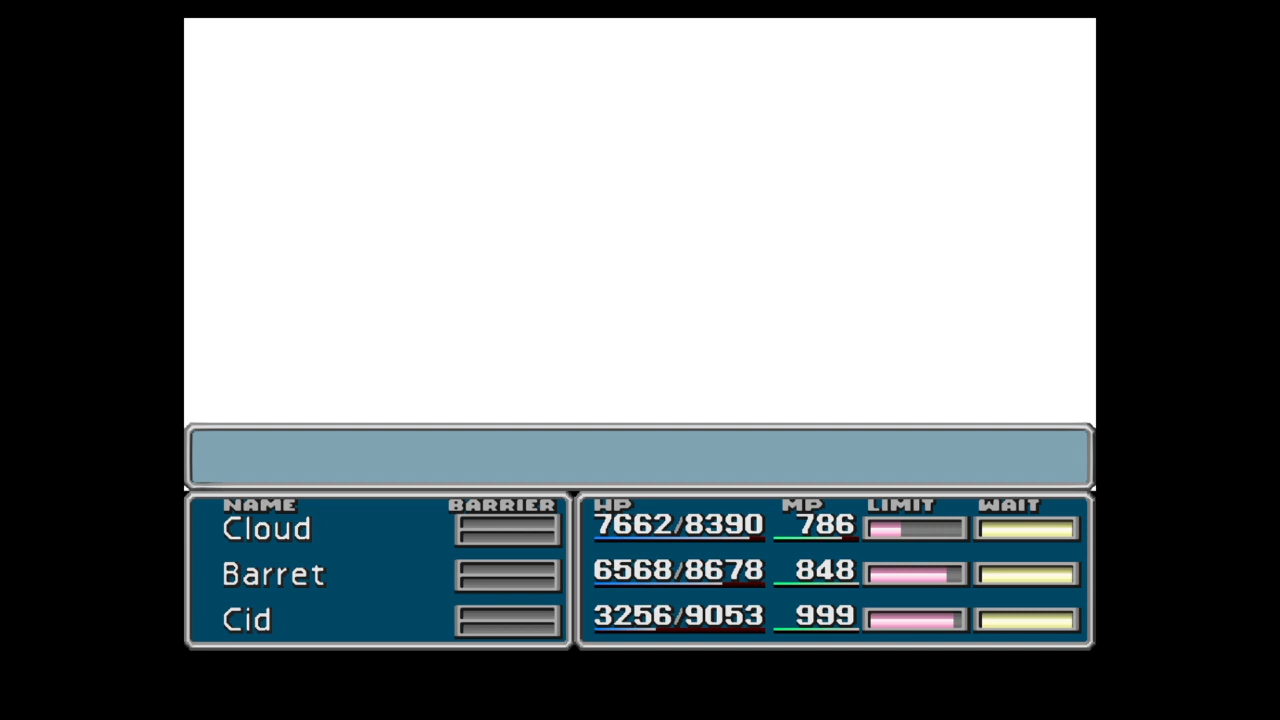 NAME BARRIER HP MP LIMIT WAIT
Cloud 7662/8390 786
Barret 6568/8678 848
Cid 3256/9053 999